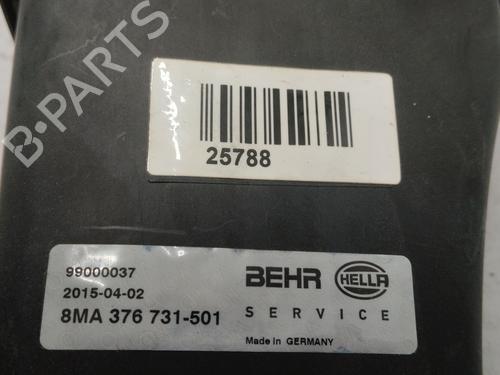 B-PARTS
25788
99000037
2015-04-02
8MA 376 731-501
BEHR HELLA
SERVICE
Made in GERMANY